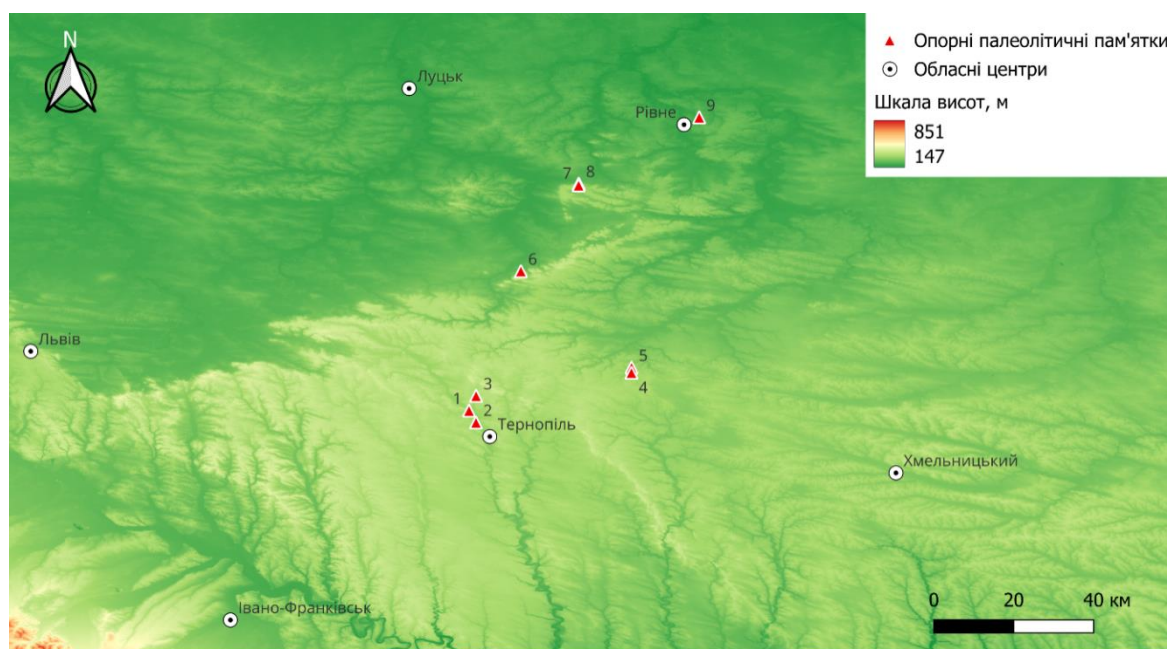 N
Опорні палеолітичні пам'ятки
Обласні центри
Шкала висот, м
851
147
Луцьк
Рівне
9
7
8
6
Львів
5
4
3
1
2
Тернопіль
Хмельницький
Івано-Франківськ
0 20 40 км